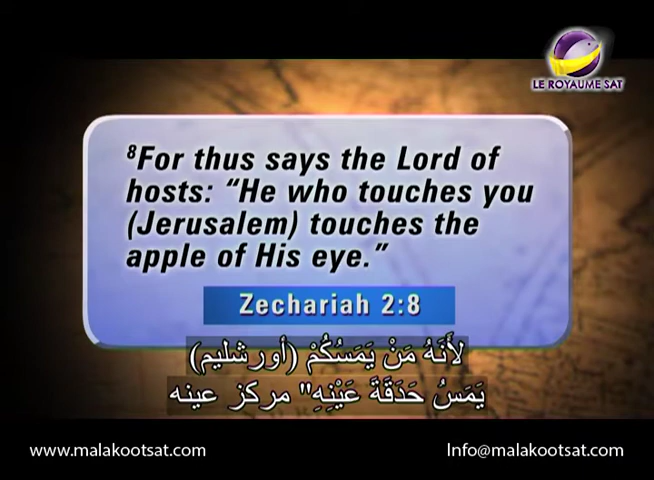 LE ROYAUME SAT
⁸For thus says the Lord of
hosts: “He who touches you
(Jerusalem) touches the
apple of His eye.”
Zechariah 2:8
لأَنَهُ مَنْ يَمَسُكُمْ (أورشليم)
يَمَسُ حَدَقَةَ عَيْنِهِ" مركز عينه
www.malakootsat.com
Info@malakootsat.com